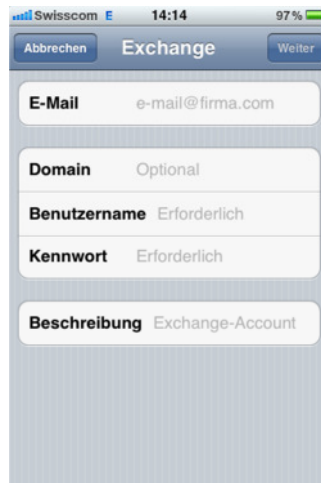 Swisscom E 14:14 97%
Abbrechen Exchange Weiter
E-Mail e-mail@firma.com
Domain Optional
Benutzername Erforderlich
Kennwort Erforderlich
Beschreibung Exchange-Account